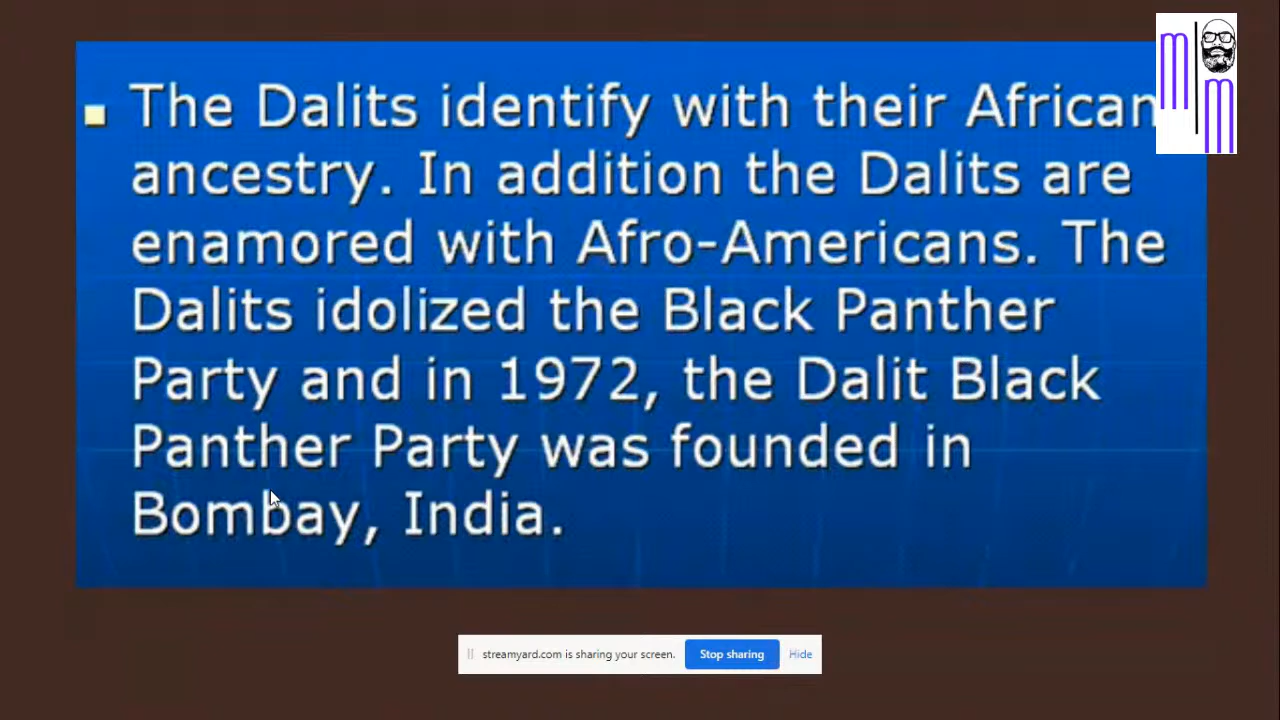 The Dalits identify with their African
ancestry. In addition the Dalits are
enamored with Afro-Americans. The
Dalits idolized the Black Panther
Party and in 1972, the Dalit Black
Panther Party was founded in
Bombay, India.
m
m
streamyard.com is sharing your screen. Stop sharing Hide